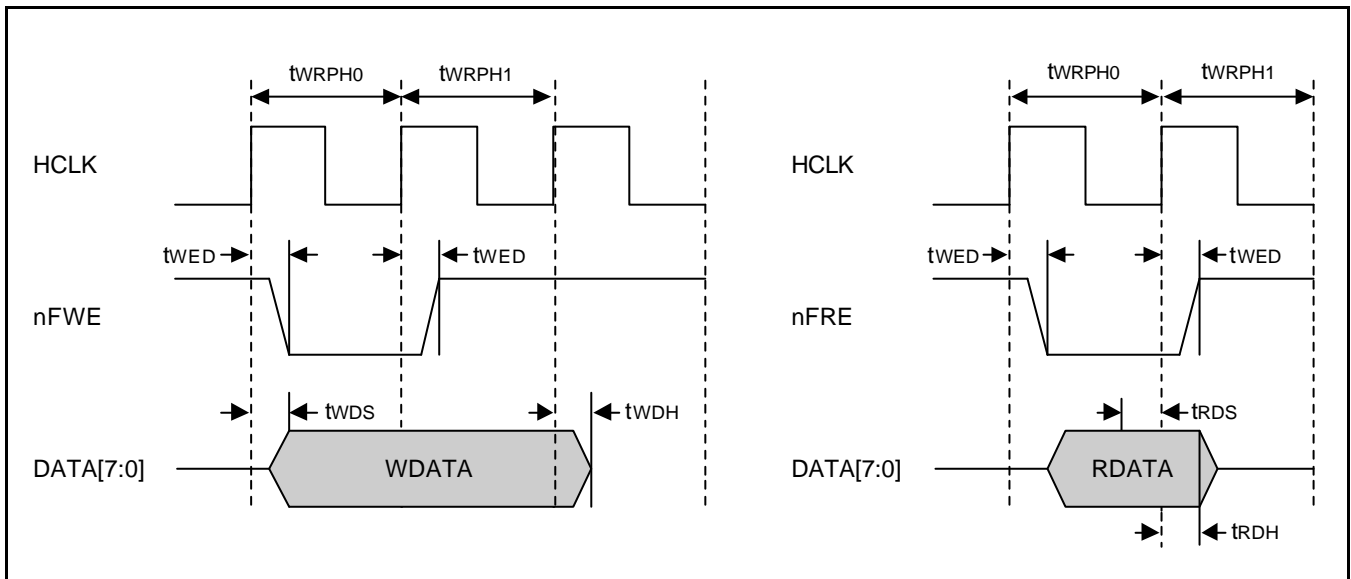 tWRPH0 tWRPH1
HCLK
tWED tWED
nFWE
tWDS tWDH
DATA[7:0] WDATA
tWRPH0 tWRPH1
HCLK
tWED tWED
nFRE
tRDS
DATA[7:0] RDATA
tRDH